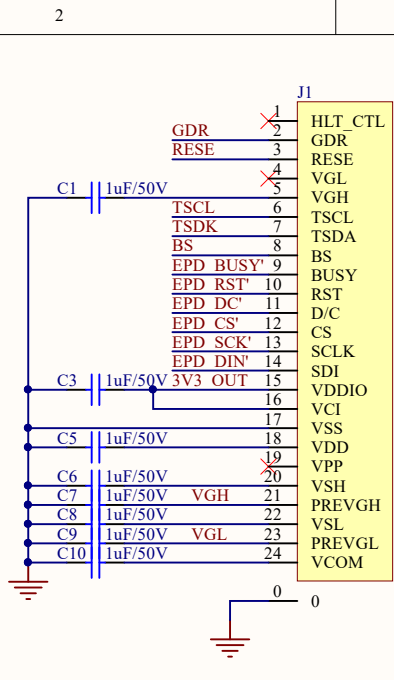 2
J1
1 HLT_CTL
GDR 2 GDR
RESE 3 RESE
4 VGL
C1 1uF/50V 5 VGH
TSCL 6 TSCL
TSDK 7 TSDA
BS 8 BS
EPD_BUSY' 9 BUSY
EPD_RST' 10 RST
EPD_DC' 11 D/C
EPD_CS' 12 CS
EPD_SCK' 13 SCLK
EPD_DIN' 14 SDI
C3 1uF/50V 3V3_OUT 15 VDDIO
16 VCI
17 VSS
C5 1uF/50V 18 VDD
19 VPP
C6 1uF/50V 20 VSH
C7 1uF/50V VGH 21 PREVGH
C8 1uF/50V 22 VSL
C9 1uF/50V VGL 23 PREVGL
C10 1uF/50V 24 VCOM
0 0